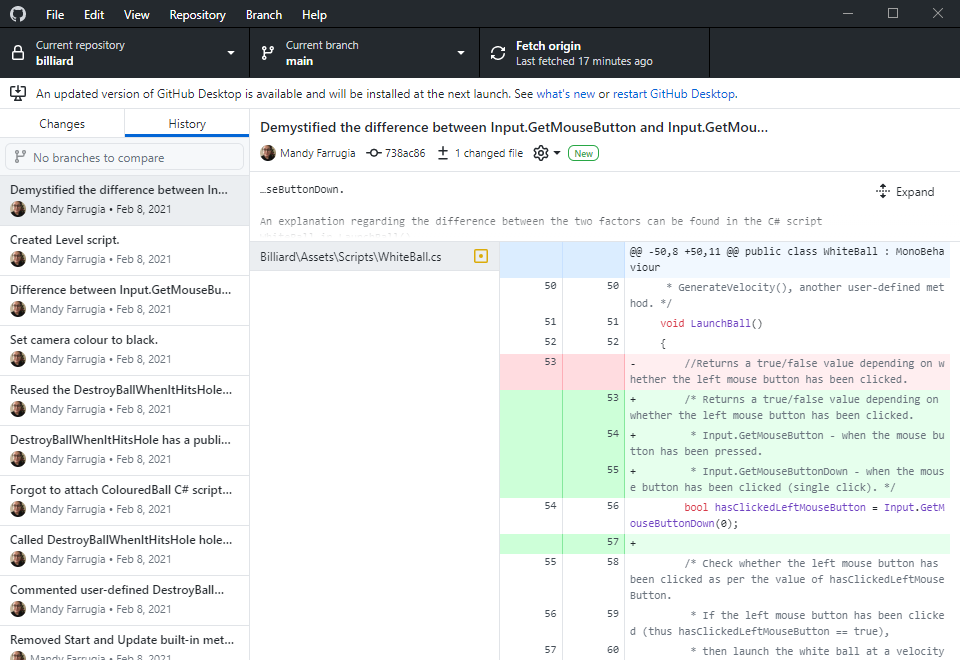 File Edit View Repository Branch Help
Current repository
billiard
Current branch
main
Fetch origin
Last fetched 17 minutes ago
An updated version of GitHub Desktop is available and will be installed at the next launch. See what's new or restart GitHub Desktop.
Changes
History
No branches to compare
Demystified the difference between In...
Mandy Farrugia • Feb 8, 2021
Created Level script.
Mandy Farrugia • Feb 8, 2021
Difference between Input.GetMouseBu...
Mandy Farrugia • Feb 8, 2021
Set camera colour to black.
Mandy Farrugia • Feb 8, 2021
Reused the DestroyBallWhenItHitsHole...
Mandy Farrugia • Feb 8, 2021
DestroyBallWhenItHitsHole has a publi...
Mandy Farrugia • Feb 8, 2021
Forgot to attach ColouredBall C# script...
Mandy Farrugia • Feb 8, 2021
Called DestroyBallWhenItHitsHole hole...
Mandy Farrugia • Feb 8, 2021
Commented user-defined DestroyBall...
Mandy Farrugia • Feb 8, 2021
Removed Start and Update built-in met...
Mandy Farrugia • Feb 8, 2021
Demystified the difference between Input.GetMouseButton and Input.GetMou...
Mandy Farrugia 738ac86 1 changed file New
…seButtonDown.
Expand
An explanation regarding the difference between the two factors can be found in the C# script
WhiteBall in LaunchBall()
Billiard\Assets\Scripts\WhiteBall.cs
@@ -50,8 +50,11 @@ public class WhiteBall : MonoBeha
viour
50 50 * GenerateVelocity(), another user-defined met
hod. */
51 51 void LaunchBall()
52 52 {
53 - //Returns a true/false value depending on w
hether the left mouse button has been clicked.
53 + /* Returns a true/false value depending on
whether the left mouse button has been clicked.
54 + * Input.GetMouseButton - when the mouse bu
tton has been pressed.
55 + * Input.GetMouseButtonDown - when the mous
e button has been clicked (single click). */
54 56 bool hasClickedLeftMouseButton = Input.GetM
ouseButtonDown(0);
57 +
55 58 /* Check whether the left mouse button has
been clicked as per the value of hasClickedLeftMouse
Button.
56 59 * If the left mouse button has been clicke
d (thus hasClickedLeftMouseButton == true),
57 60 * then launch the white ball at a velocity